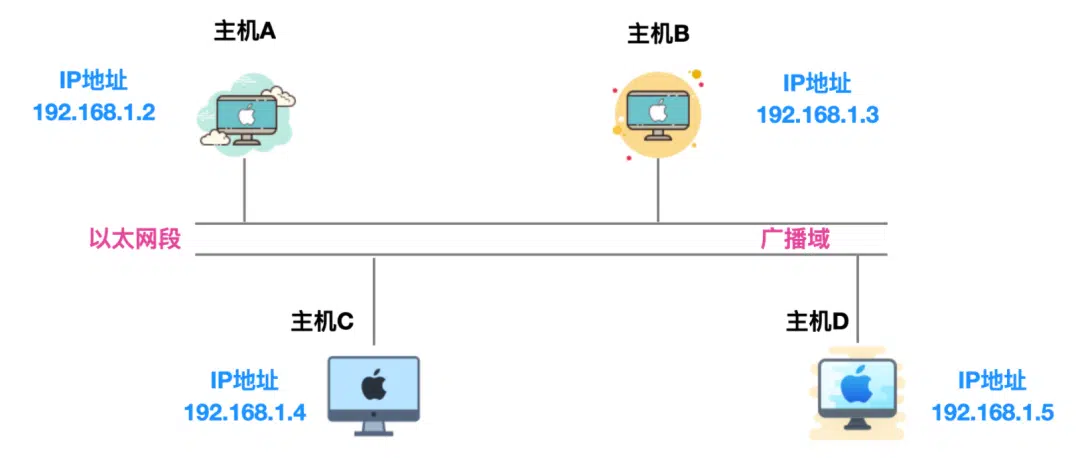 主机A
主机B
IP地址
192.168.1.2
IP地址
192.168.1.3
以太网段
广播域
主机C
主机D
IP地址
192.168.1.4
IP地址
192.168.1.5